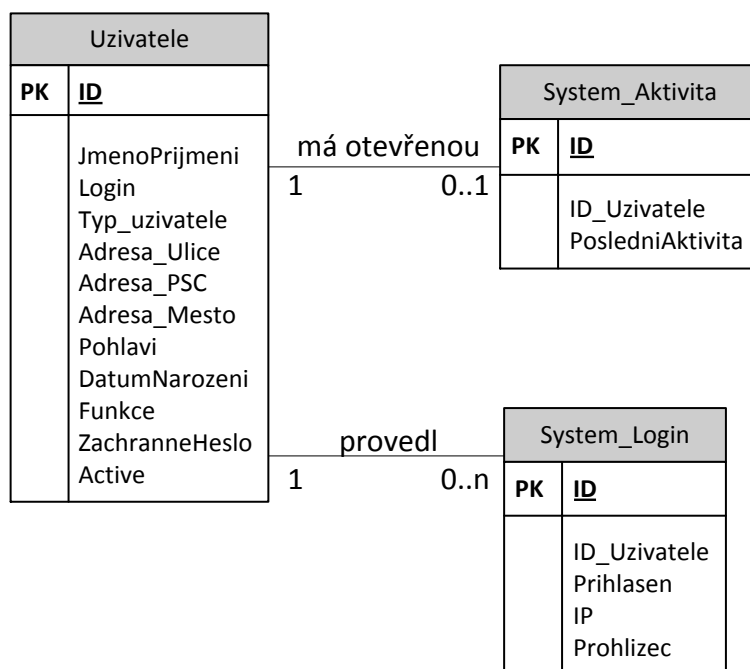 Uzivatele
PK ID
JmenoPrijmeni
Login
Typ_uzivatele
Adresa_Ulice
Adresa_PSC
Adresa_Mesto
Pohlavi
DatumNarozeni
Funkce
ZachranneHeslo
Active
má otevřenou
1 0..1
System_Aktivita
PK ID
ID_Uzivatele
PosledniAktivita
provedl
1 0..n
System_Login
PK ID
ID_Uzivatele
Prihlasen
IP
Prohlizec